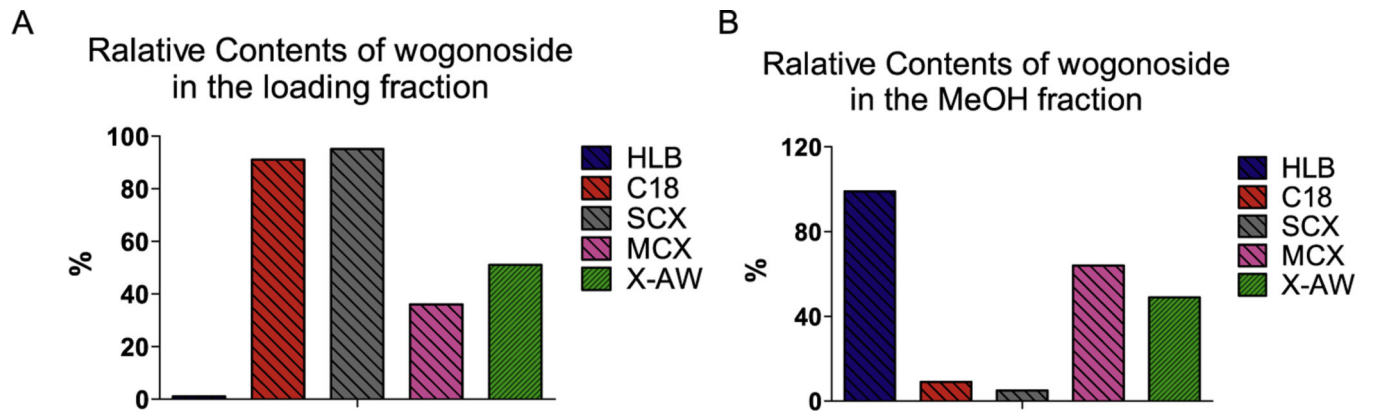 A
Ralative Contents of wogonoside
in the loading fraction
%
100
80
60
40
20
0
HLB
C18
SCX
MCX
X-AW
B
Ralative Contents of wogonoside
in the MeOH fraction
%
120
80
40
0
HLB
C18
SCX
MCX
X-AW